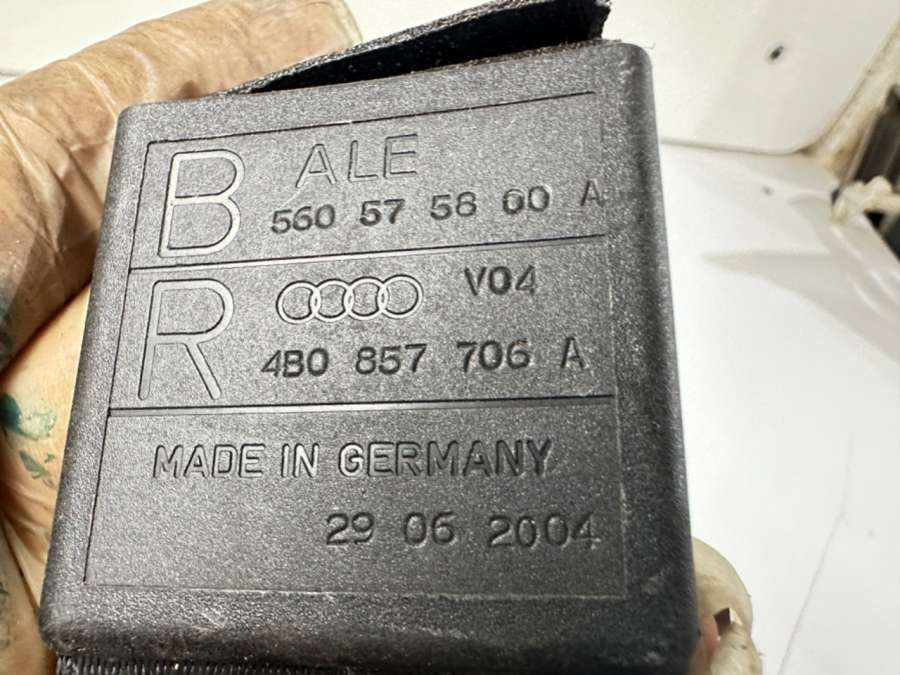 B ALE
560 57 58 00 A
R V04
4B0 857 706 A
MADE IN GERMANY
29 06 2004